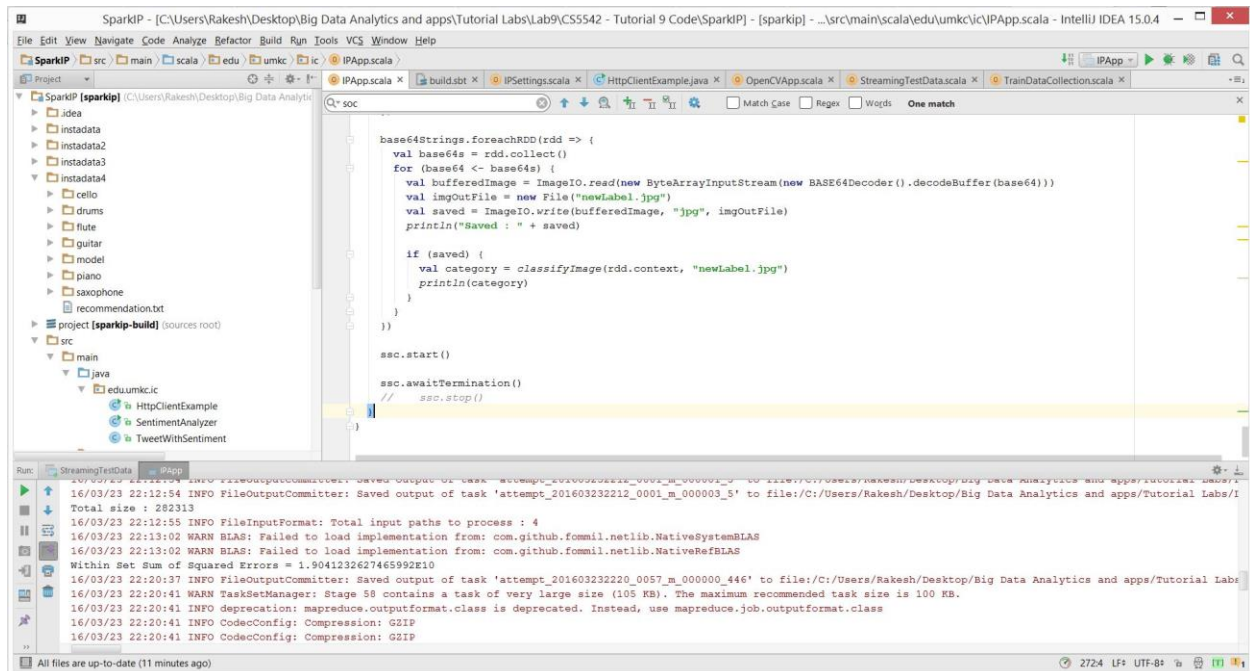 SparkIP - [C:\Users\Rakesh\Desktop\Big Data Analytics and apps\Tutorial Labs\Lab9\CS5542 - Tutorial 9 Code\SparkIP] - [sparkip] - ...\src\main\scala\edu\umkc\ic\IPApp.scala - IntelliJ IDEA 15.0.4
File Edit View Navigate Code Analyze Refactor Build Run Tools VCS Window Help
SparkIP src main scala edu umkc ic IPApp.scala IPApp
Project IPApp.scala build.sbt IPSettings.scala HttpClientExample.java OpenCVApp.scala StreamingTestData.scala TrainDataCollection.scala
SparkIP [sparkip] (C:\Users\Rakesh\Desktop\Big Data Analytic
.idea
instadata
instadata2
instadata3
instadata4
cello
drums
flute
guitar
model
piano
saxophone
recommendation.txt
project [sparkip-build] (sources root)
src
main
java
edu.umkc.ic
HttpClientExample
SentimentAnalyzer
TweetWithSentiment
soc Match Case Regex Words One match
base64Strings.foreachRDD(rdd => {
val base64s = rdd.collect()
for (base64 <- base64s) {
val bufferedImage = ImageIO.read(new ByteArrayInputStream(new BASE64Decoder().decodeBuffer(base64)))
val imgOutFile = new File("newLabel.jpg")
val saved = ImageIO.write(bufferedImage, "jpg", imgOutFile)
println("Saved : " + saved)
if (saved) {
val category = classifyImage(rdd.context, "newLabel.jpg")
println(category)
}
}
})
ssc.start()
ssc.awaitTermination()
// ssc.stop()
}
}
Run: StreamingTestData IPApp
16/03/23 22:12:54 INFO FileOutputCommitter: Saved output of task 'attempt_201603232212_0001_m_000003_5' to file:/C:/Users/Rakesh/Desktop/Big Data Analytics and apps/Tutorial Labs/
Total size : 282313
16/03/23 22:12:55 INFO FileInputFormat: Total input paths to process : 4
16/03/23 22:13:02 WARN BLAS: Failed to load implementation from: com.github.fommil.netlib.NativeSystemBLAS
16/03/23 22:13:02 WARN BLAS: Failed to load implementation from: com.github.fommil.netlib.NativeRefBLAS
Within Set Sum of Squared Errors = 1.9041232627465992E10
16/03/23 22:20:37 INFO FileOutputCommitter: Saved output of task 'attempt_201603232220_0057_m_000000_446' to file:/C:/Users/Rakesh/Desktop/Big Data Analytics and apps/Tutorial Labs
16/03/23 22:20:41 WARN TaskSetManager: Stage 58 contains a task of very large size (105 KB). The maximum recommended task size is 100 KB.
16/03/23 22:20:41 INFO deprecation: mapreduce.outputformat.class is deprecated. Instead, use mapreduce.job.outputformat.class
16/03/23 22:20:41 INFO CodecConfig: Compression: GZIP
16/03/23 22:20:41 INFO CodecConfig: Compression: GZIP
All files are up-to-date (11 minutes ago) 272:4 LF UTF-8